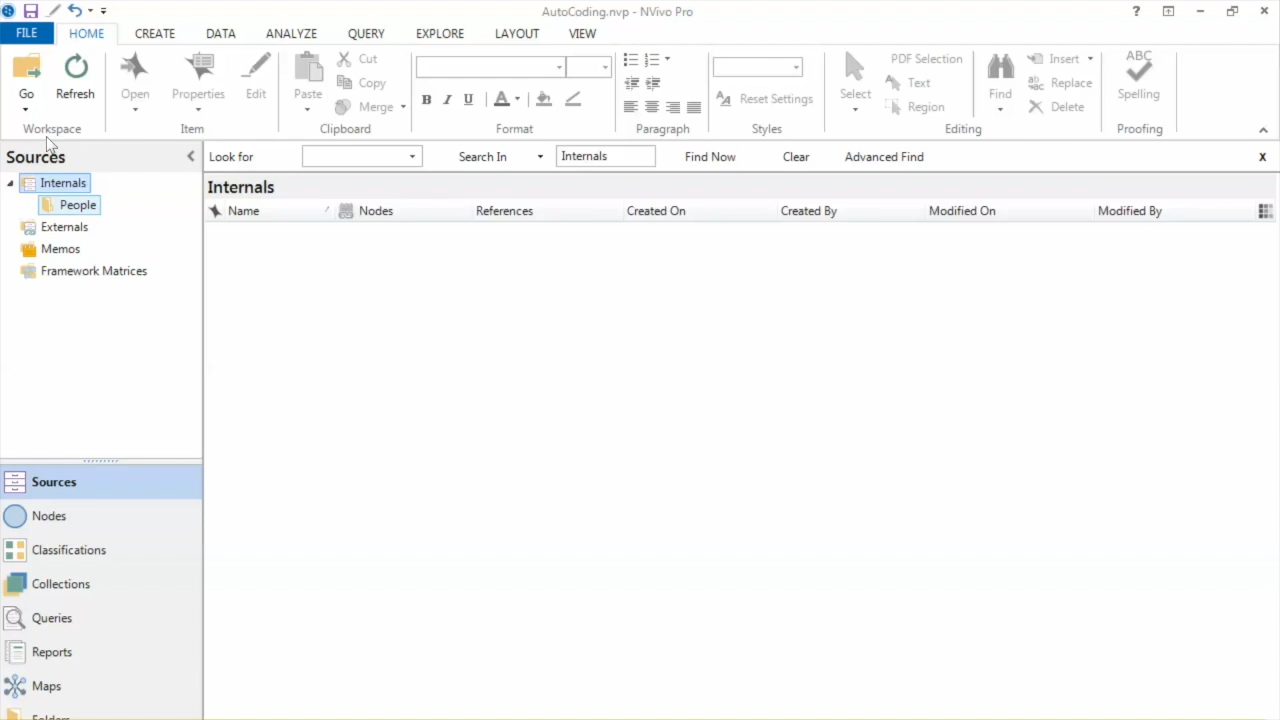 AutoCoding.nvp - NVivo Pro
?
FILE HOME CREATE DATA ANALYZE QUERY EXPLORE LAYOUT VIEW
Go Refresh Open Properties Edit Paste Cut Copy Merge
B I U A
Reset Settings
Select PDF Selection Text Region Find Insert Replace Delete
ABC
Spelling
Workspace Item Clipboard Format Paragraph Styles Editing Proofing
Sources
Look for Search In Internals Find Now Clear Advanced Find x
Internals
People
Externals
Memos
Framework Matrices
Internals
Name Nodes References Created On Created By Modified On Modified By
Sources
Nodes
Classifications
Collections
Queries
Reports
Maps
Folders